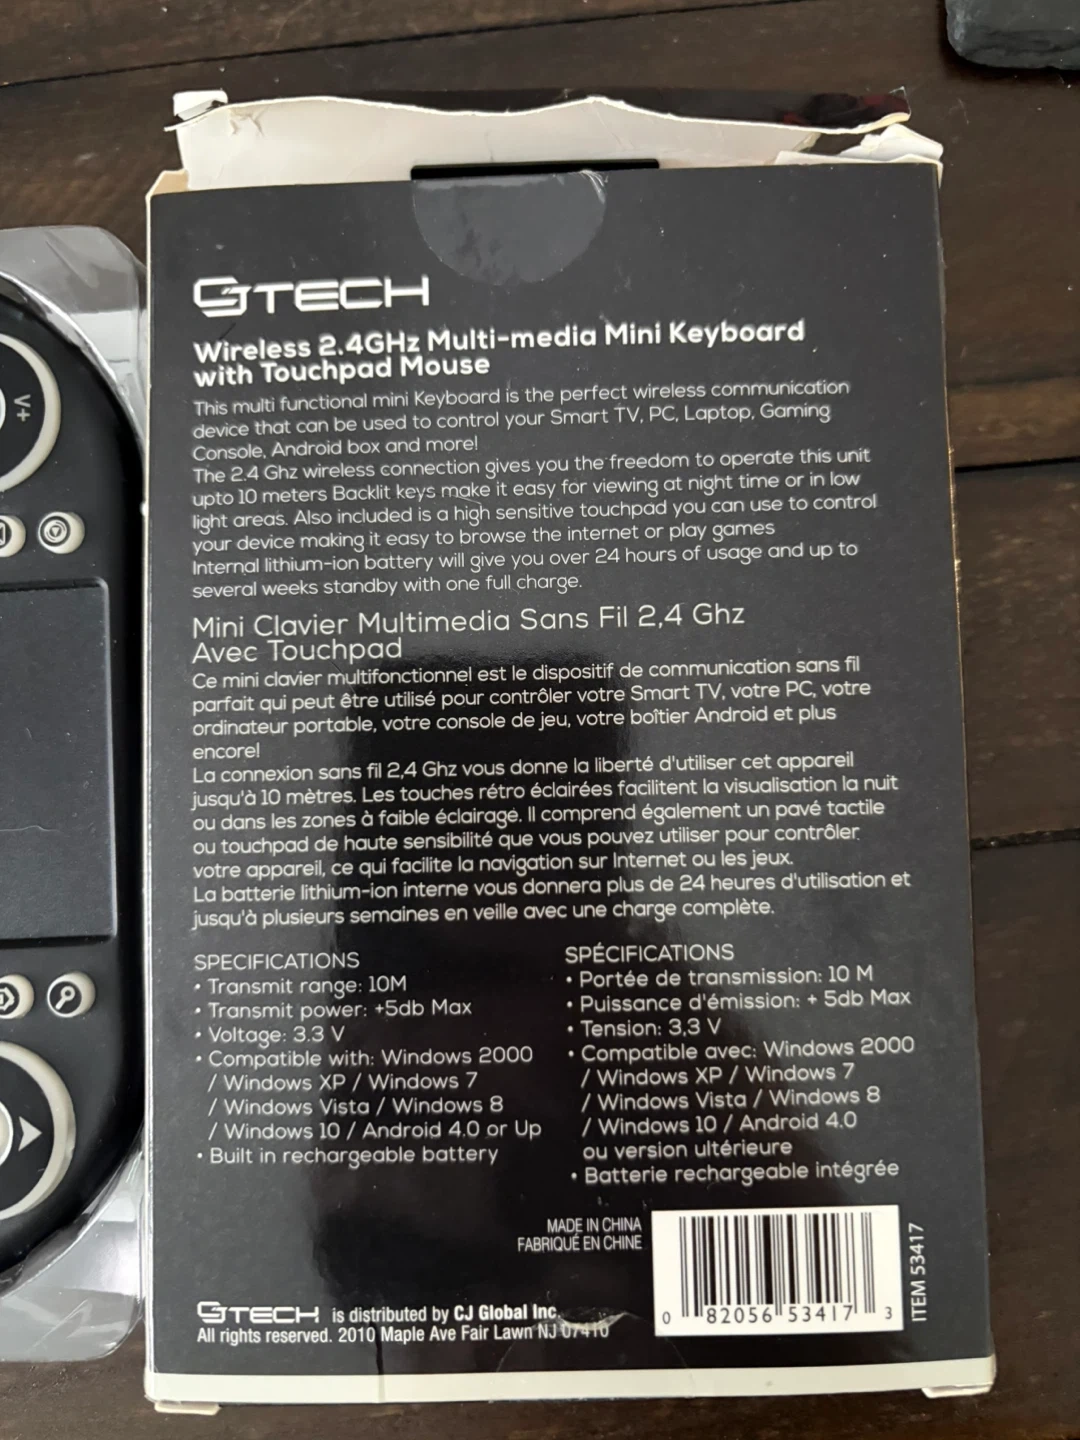 CJTECH
Wireless 2.4GHz Multi-media Mini Keyboard
with Touchpad Mouse
This multi functional mini Keyboard is the perfect wireless communication
device that can be used to control your Smart TV, PC, Laptop, Gaming
Console, Android box and more!
The 2.4 Ghz wireless connection gives you the freedom to operate this unit
upto 10 meters Backlit keys make it easy for viewing at night time or in low
light areas. Also included is a high sensitive touchpad you can use to control
your device making it easy to browse the internet or play games
Internal lithium-ion battery will give you over 24 hours of usage and up to
several weeks standby with one full charge.
Mini Clavier Multimedia Sans Fil 2,4 Ghz
Avec Touchpad
Ce mini clavier multifonctionnel est le dispositif de communication sans fil
parfait qui peut être utilisé pour contrôler votre Smart TV, votre PC, votre
ordinateur portable, votre console de jeu, votre boîtier Android et plus
encore!
La connexion sans fil 2,4 Ghz vous donne la liberté d'utiliser cet appareil
jusqu'à 10 mètres. Les touches rétro éclairées facilitent la visualisation la nuit
ou dans les zones à faible éclairage. Il comprend également un pavé tactile
ou touchpad de haute sensibilité que vous pouvez utiliser pour contrôler
votre appareil, ce qui facilite la navigation sur Internet ou les jeux.
La batterie lithium-ion interne vous donnera plus de 24 heures d'utilisation et
jusqu'à plusieurs semaines en veille avec une charge complète.
SPECIFICATIONS
• Transmit range: 10M
• Transmit power: +5db Max
• Voltage: 3.3 V
• Compatible with: Windows 2000
/ Windows XP / Windows 7
/ Windows Vista / Windows 8
/ Windows 10 / Android 4.0 or Up
• Built in rechargeable battery
SPÉCIFICATIONS
• Portée de transmission: 10 M
• Puissance d'émission: + 5db Max
• Tension: 3,3 V
• Compatible avec: Windows 2000
/ Windows XP / Windows 7
/ Windows Vista / Windows 8
/ Windows 10 / Android 4.0
ou version ultérieure
• Batterie rechargeable intégrée
MADE IN CHINA
FABRIQUÉ EN CHINE
0 82056 53417 3
ITEM 53417
CJTECH is distributed by CJ Global Inc.
All rights reserved. 2010 Maple Ave Fair Lawn NJ 07410
V+